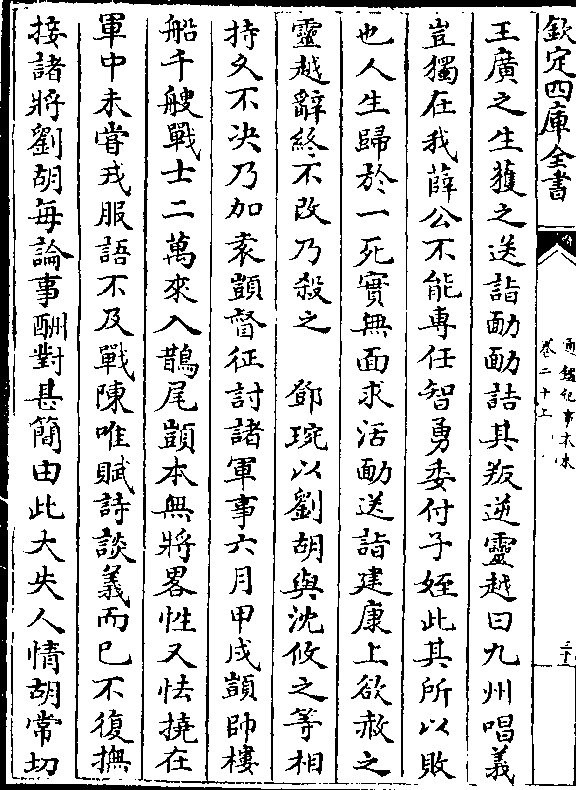 欽定四庫全書
通鑑紀事本末
卷二十上
王廣之生獲之送詣勔勔詰其叛逆靈越曰九州唱義
豈獨在我薛公不能專任智勇委付子姪此其所以敗
也人生歸於一死實無面求活勔送詣建康上欲赦之
靈越辭終不改乃殺之 鄧琬以劉胡與沈攸之等相
持久不决乃加袁顗督征討諸軍事六月甲戌顗帥樓
船千艘戰士二萬來入鵲尾顗本無將畧性又怯撓在
軍中未嘗戎服語不及戰陳唯賦詩談義而已不復撫
接諸將劉胡每論事酬對甚簡由此大失人情胡常切